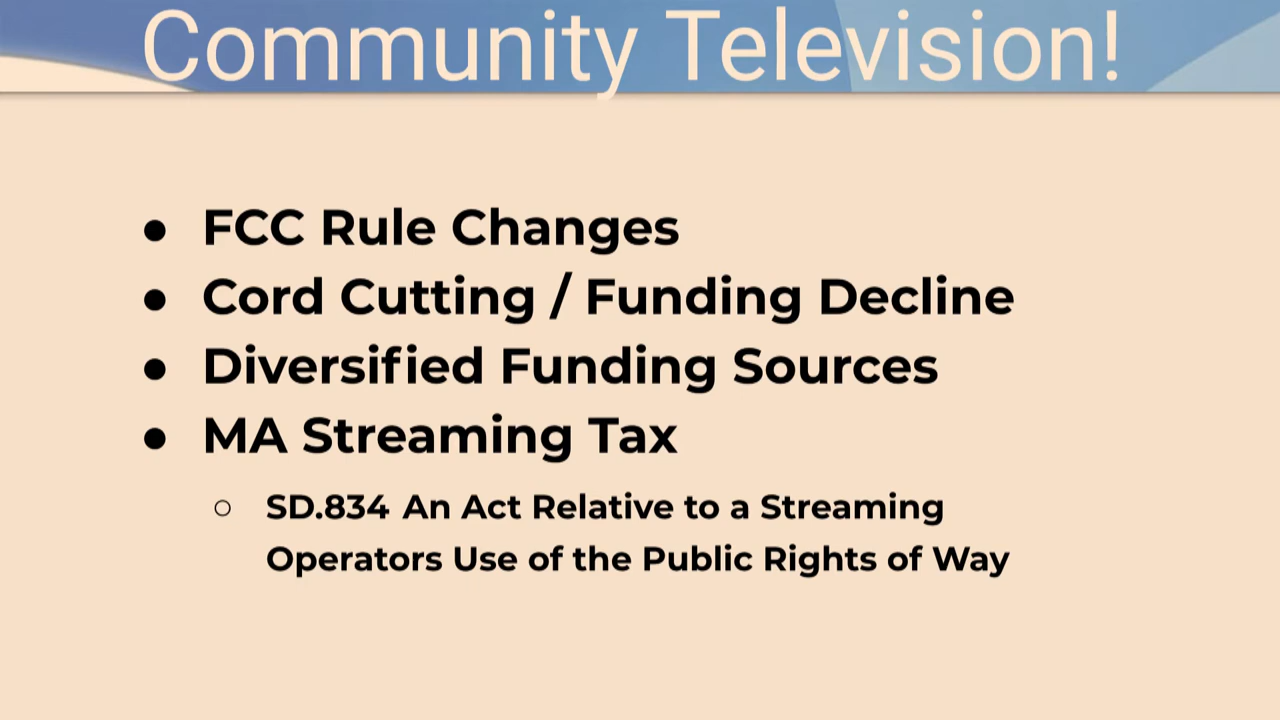 Community Television!
● FCC Rule Changes
● Cord Cutting / Funding Decline
● Diversified Funding Sources
● MA Streaming Tax
○ SD.834 An Act Relative to a Streaming
Operators Use of the Public Rights of Way